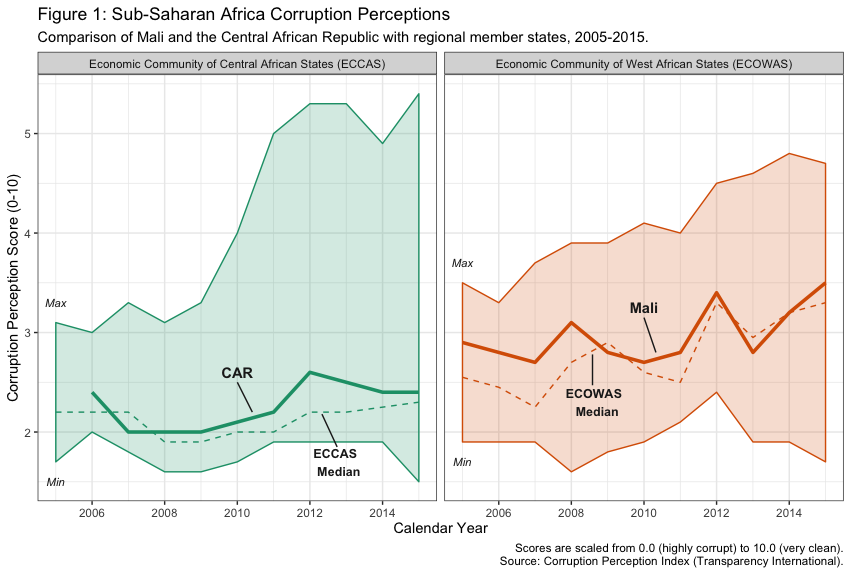 Figure 1: Sub-Saharan Africa Corruption Perceptions
Comparison of Mali and the Central African Republic with regional member states, 2005-2015.
Economic Community of Central African States (ECCAS)
Economic Community of West African States (ECOWAS)
Corruption Perception Score (0-10)
5
4
3
2
Max
CAR
ECCAS
Median
Min
Max
Mali
ECOWAS
Median
Min
2006
2008
2010
2012
2014
2006
2008
2010
2012
2014
Calendar Year
Scores are scaled from 0.0 (highly corrupt) to 10.0 (very clean).
Source: Corruption Perception Index (Transparency International).